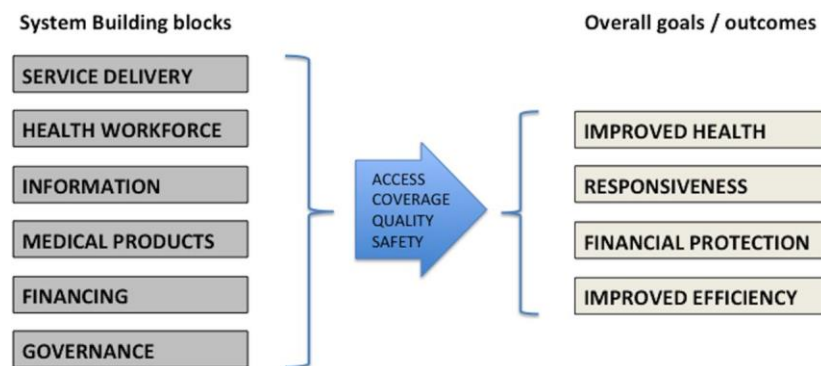 System Building blocks
SERVICE DELIVERY
HEALTH WORKFORCE
INFORMATION
MEDICAL PRODUCTS
FINANCING
GOVERNANCE
ACCESS
COVERAGE
QUALITY
SAFETY
Overall goals / outcomes
IMPROVED HEALTH
RESPONSIVENESS
FINANCIAL PROTECTION
IMPROVED EFFICIENCY